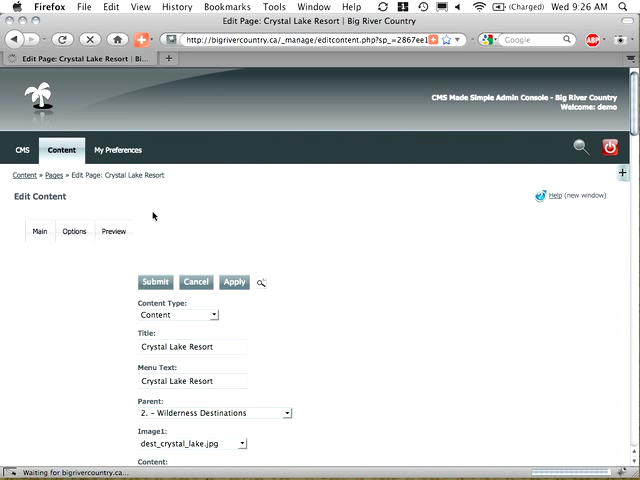 Firefox File Edit View History Bookmarks Tools Window Help (Charged) Wed 9:26 AM
Edit Page: Crystal Lake Resort | Big River Country
http://bigrivercountry.ca/_manage/editcontent.php?sp_=2867ee1 Google ABP
Edit Page: Crystal Lake Resort | Bi...
CMS Made Simple Admin Console - Big River Country
Welcome: demo
CMS Content My Preferences
Content » Pages » Edit Page: Crystal Lake Resort
Edit Content
Help (new window)
Main Options Preview
Submit Cancel Apply
Content Type:
Content
Title:
Crystal Lake Resort
Menu Text:
Crystal Lake Resort
Parent:
2. - Wilderness Destinations
Image1:
dest_crystal_lake.jpg
Content:
Waiting for bigrivercountry.ca...